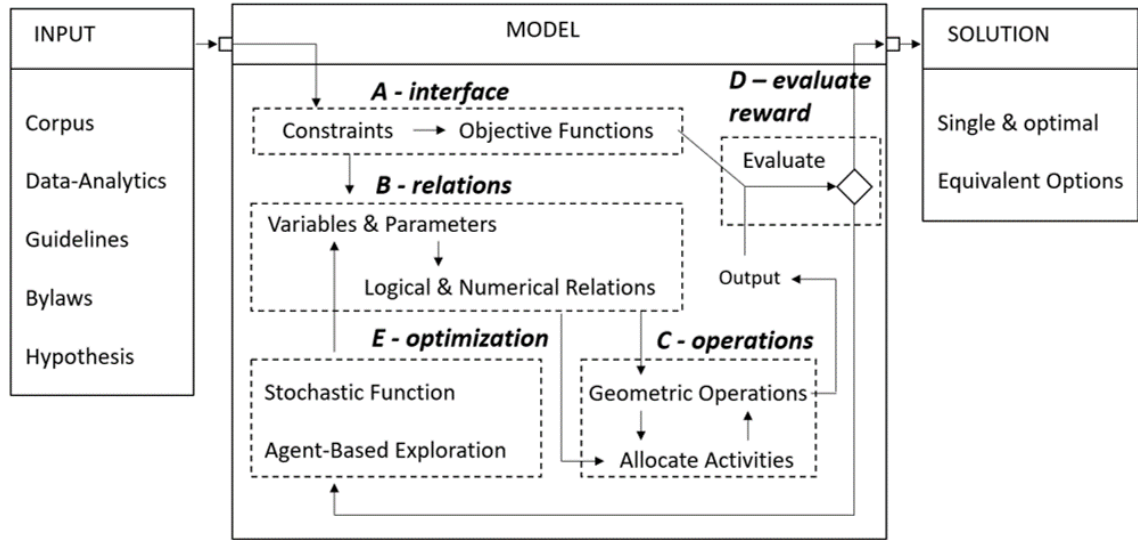 INPUT
Corpus
Data-Analytics
Guidelines
Bylaws
Hypothesis
MODEL
A - interface
Constraints
Objective Functions
B - relations
Variables & Parameters
Logical & Numerical Relations
E - optimization
Stochastic Function
Agent-Based Exploration
C - operations
Geometric Operations
Allocate Activities
Output
D – evaluate
reward
Evaluate
SOLUTION
Single & optimal
Equivalent Options